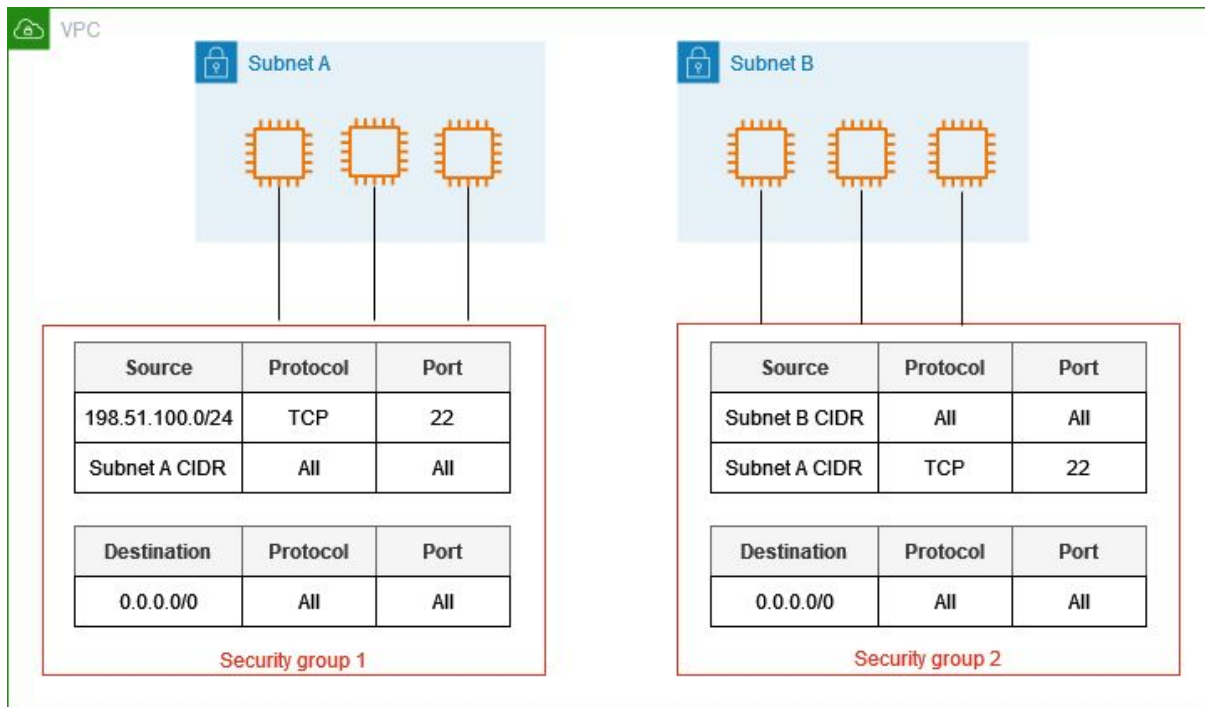 VPC
Subnet A
Subnet B
Source Protocol Port
198.51.100.0/24 TCP 22
Subnet A CIDR All All
Destination Protocol Port
0.0.0.0/0 All All
Security group 1
Source Protocol Port
Subnet B CIDR All All
Subnet A CIDR TCP 22
Destination Protocol Port
0.0.0.0/0 All All
Security group 2